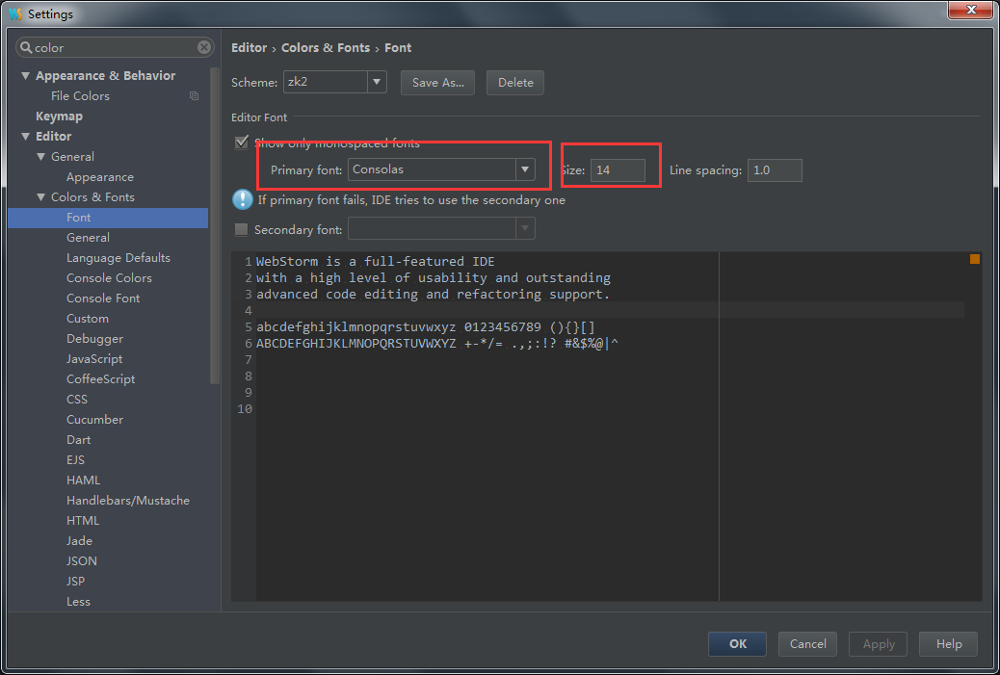 Settings
color
Appearance & Behavior
File Colors
Keymap
Editor
General
Appearance
Colors & Fonts
Font
General
Language Defaults
Console Colors
Console Font
Custom
Debugger
JavaScript
CoffeeScript
CSS
Cucumber
Dart
EJS
HAML
Handlebars/Mustache
HTML
Jade
JSON
JSP
Less
Editor › Colors & Fonts › Font
Scheme: zk2 Save As... Delete
Editor Font
Show only monospaced fonts
Primary font: Consolas Size: 14 Line spacing: 1.0
If primary font fails, IDE tries to use the secondary one
Secondary font:
1 WebStorm is a full-featured IDE
2 with a high level of usability and outstanding
3 advanced code editing and refactoring support.
4
5 abcdefghijklmnopqrstuvwxyz 0123456789 (){}[]
6 ABCDEFGHIJKLMNOPQRSTUVWXYZ +-*/= .,;:!? #&$%@|^
7
8
9
10
OK Cancel Apply Help